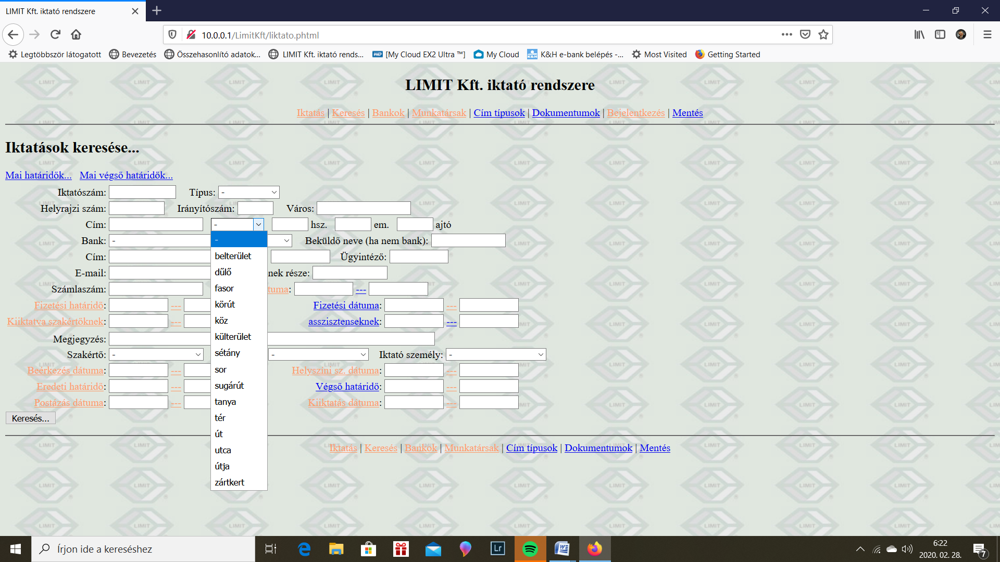 LIMIT Kft. iktató rendszere
10.0.0.1/LimitKft/liktato.phtml
Legtöbbször látogatott Bevezetés Összehasonlító adatok... LIMIT Kft. iktató rends... [My Cloud EX2 Ultra ™] My Cloud K&H e-bank belépés -... Most Visited Getting Started
LIMIT Kft. iktató rendszere
Iktatás | Keresés | Bankok | Munkatársak | Cím típusok | Dokumentumok | Bejelentkezés | Mentés
Iktatások keresése...
Mai határidők... Mai végső határidők...
Iktatószám: Típus: -
Helyrajzi szám: Irányítószám: Város:
Cím: - hsz. em. ajtó
Bank: - Beküldő neve (ha nem bank):
Cím: Ügyintéző:
E-mail: nek része:
Számlaszám: tuma: ---
Fizetési határidő: --- Fizetési dátuma: ---
Kiiktatva szakértőknek: --- asszisztenseknek: ---
Megjegyzés:
Szakértő: - - Iktató személy: -
Beérkezés dátuma: --- Helyszíni sz. dátuma: ---
Eredeti határidő: --- Végső határidő: ---
Postázás dátuma: --- Kiiktatás dátuma: ---
Keresés...
-
belterület
dűlő
fasor
körút
köz
külterület
sétány
sor
sugárút
tanya
tér
út
utca
útja
zártkert
Iktatás | Keresés | Bankok | Munkatársak | Cím típusok | Dokumentumok | Mentés
Írjon ide a kereséshez
Lr
6:22
2020. 02. 28.
7